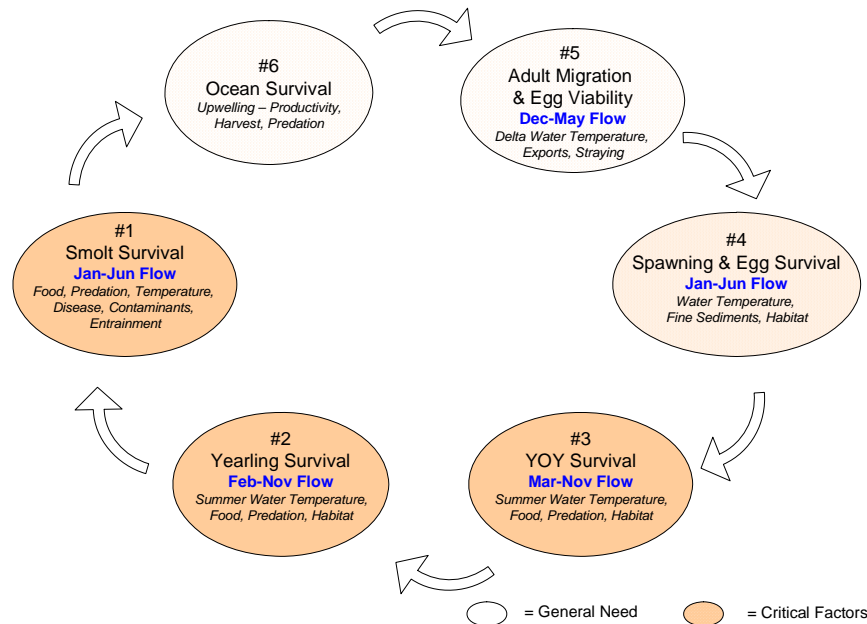 #6
Ocean Survival
Upwelling – Productivity,
Harvest, Predation
#5
Adult Migration
& Egg Viability
Dec-May Flow
Delta Water Temperature,
Exports, Straying
#4
Spawning & Egg Survival
Jan-Jun Flow
Water Temperature,
Fine Sediments, Habitat
#1
Smolt Survival
Jan-Jun Flow
Food, Predation, Temperature,
Disease, Contaminants,
Entrainment
#2
Yearling Survival
Feb-Nov Flow
Summer Water Temperature,
Food, Predation, Habitat
#3
YOY Survival
Mar-Nov Flow
Summer Water Temperature,
Food, Predation, Habitat
= General Need
= Critical Factors